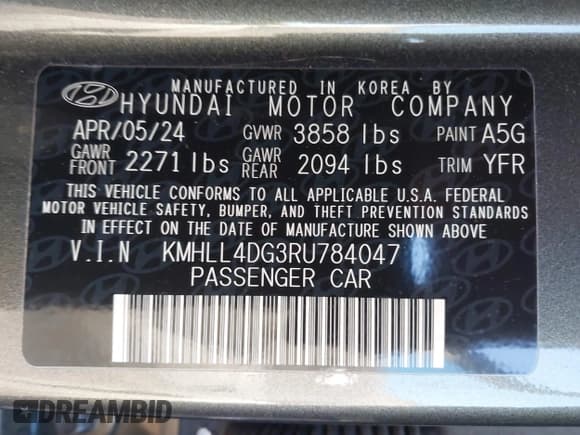 MANUFACTURED IN KOREA BY
HYUNDAI MOTOR COMPANY
APR/05/24 GVWR 3858 lbs PAINT A5G
GAWR FRONT 2271 lbs GAWR REAR 2094 lbs TRIM YFR
THIS VEHICLE CONFORMS TO ALL APPLICABLE U.S.A. FEDERAL
MOTOR VEHICLE SAFETY, BUMPER, AND THEFT PREVENTION STANDARDS
IN EFFECT ON THE DATE OF MANUFACTURE SHOWN ABOVE
V.I.N KMHLL4DG3RU784047
PASSENGER CAR
DREAMBID